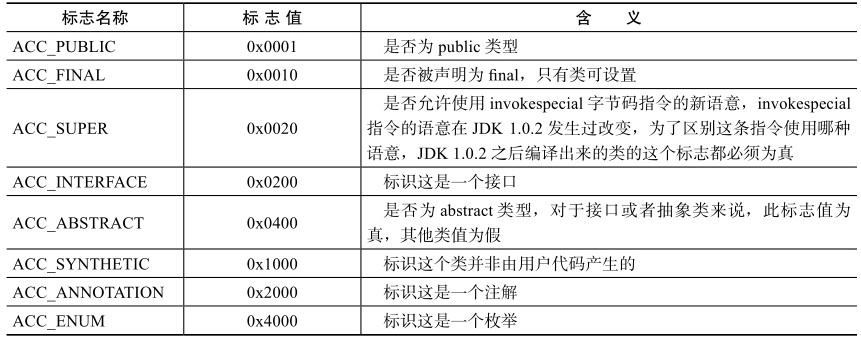 标志名称 标 志 值 含 义
ACC_PUBLIC 0x0001 是否为 public 类型
ACC_FINAL 0x0010 是否被声明为 final，只有类可设置
是否允许使用 invokespecial 字节码指令的新语意，invokespecial
ACC_SUPER 0x0020 指令的语意在 JDK 1.0.2 发生过改变，为了区别这条指令使用哪种
语意，JDK 1.0.2 之后编译出来的类的这个标志都必须为真
ACC_INTERFACE 0x0200 标识这是一个接口
ACC_ABSTRACT 0x0400 是否为 abstract 类型，对于接口或者抽象类来说，此标志值为
真，其他类值为假
ACC_SYNTHETIC 0x1000 标识这个类并非由用户代码产生的
ACC_ANNOTATION 0x2000 标识这是一个注解
ACC_ENUM 0x4000 标识这是一个枚举